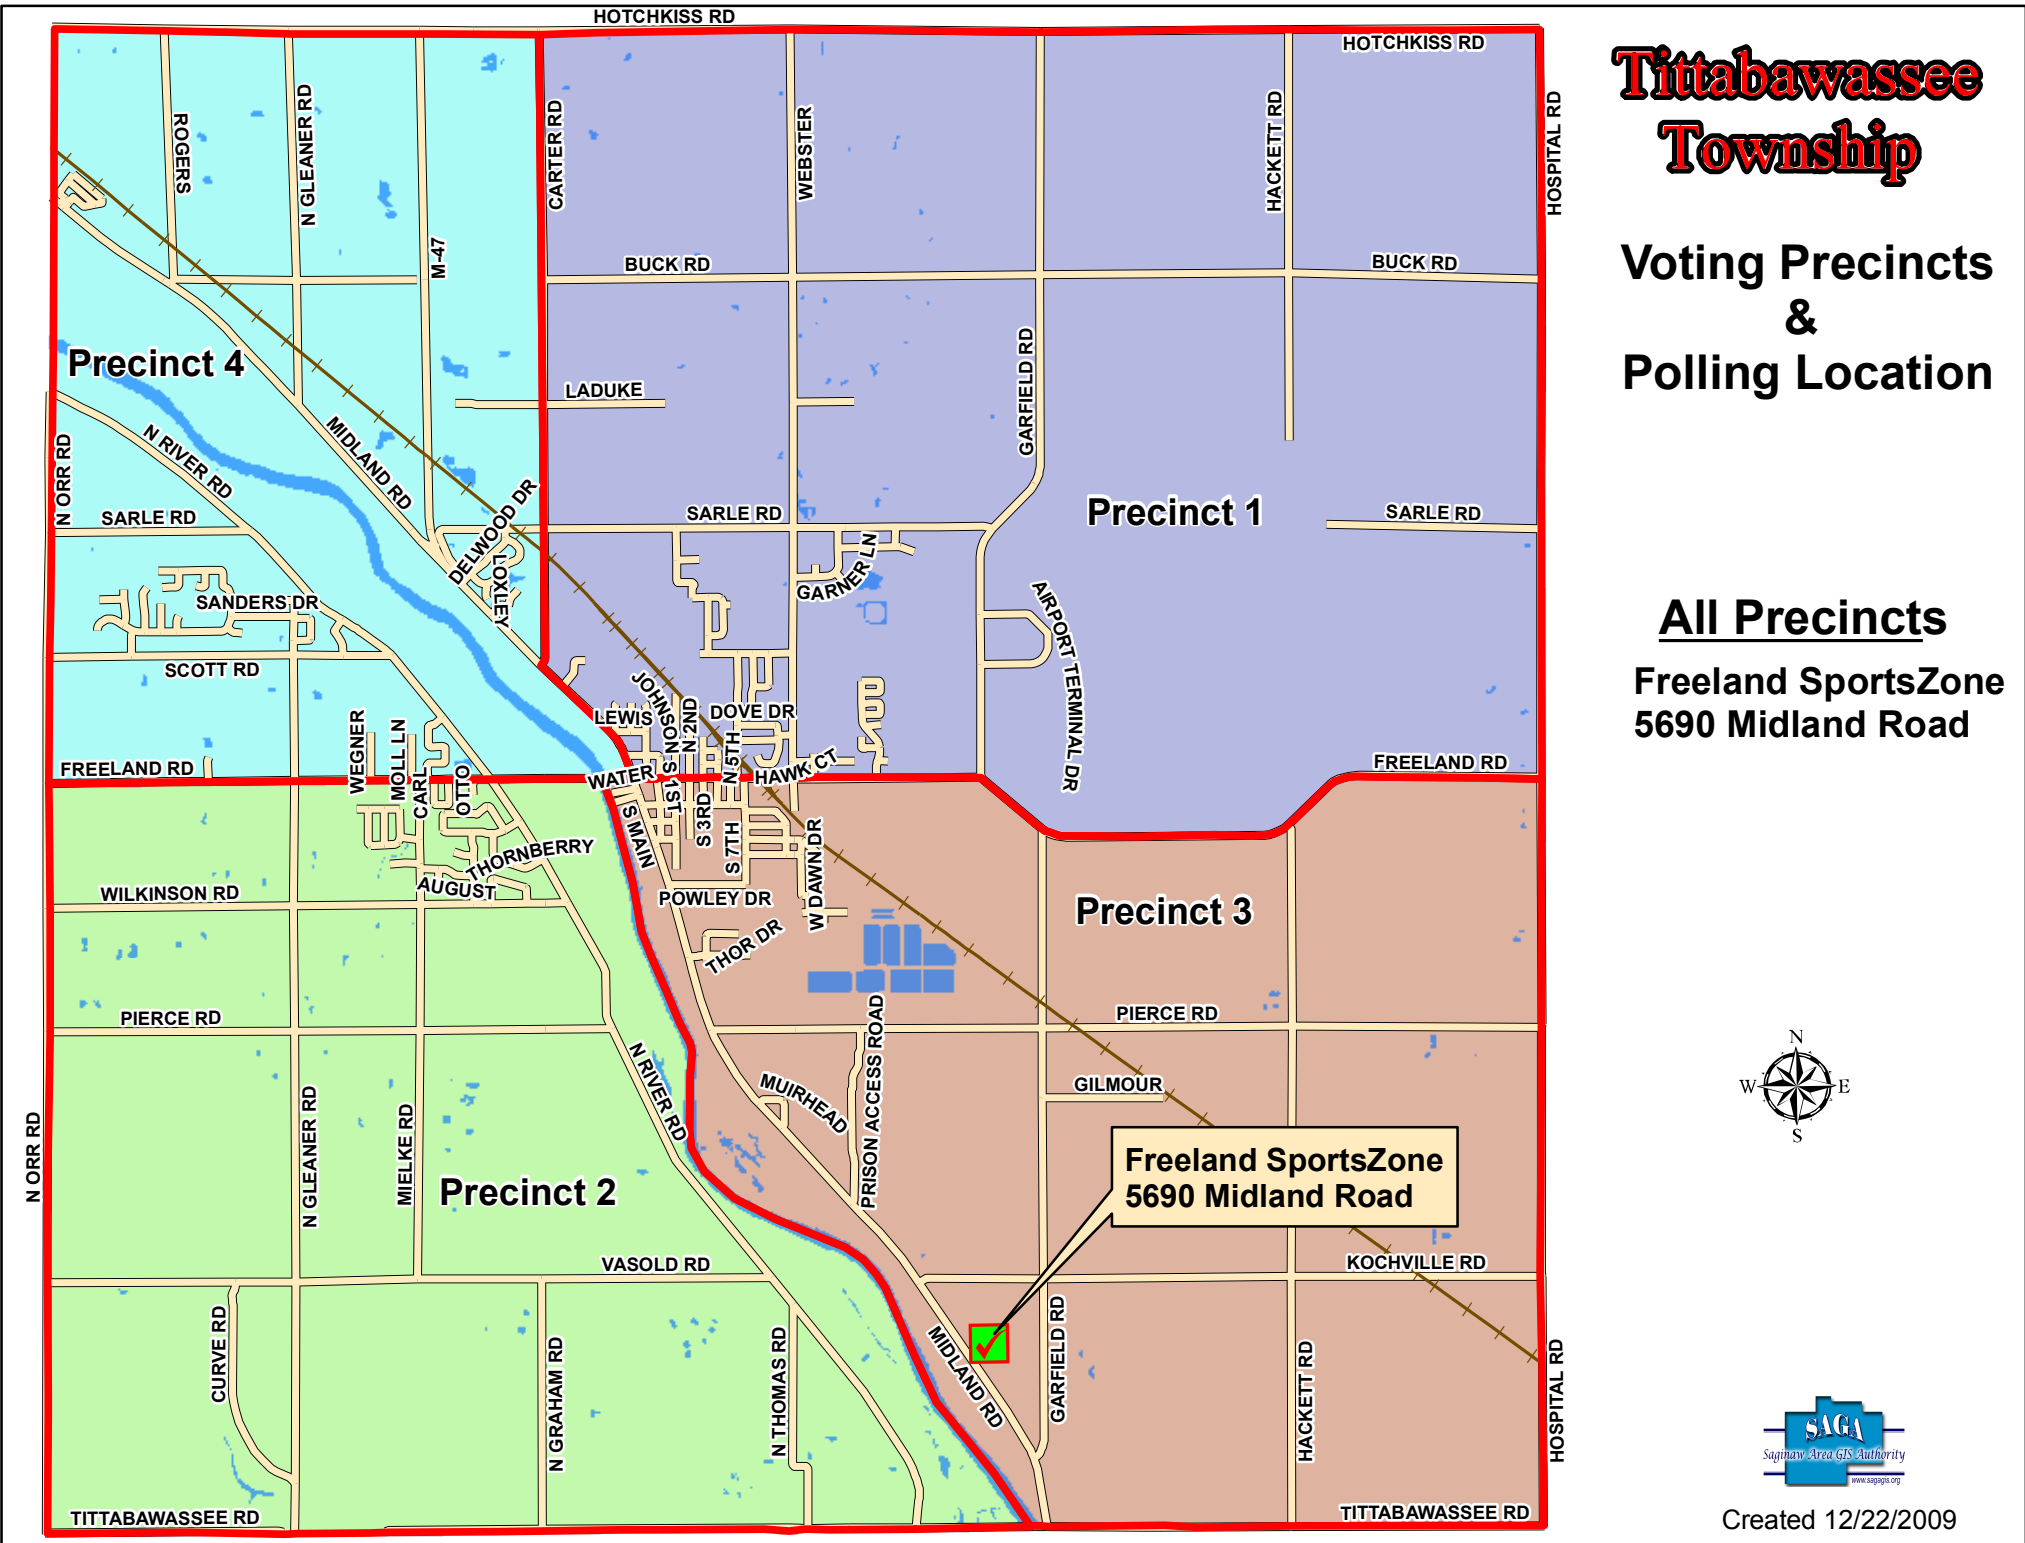 HOTCHKISS RD
HOTCHKISS RD
Tittabawassee
Township
Voting Precincts
&
Polling Location
All Precincts
Freeland SportsZone
5690 Midland Road
ROGERS
N GLEANER RD
M-47
CARTER RD
WEBSTER
HACKETT RD
HOSPITAL RD
BUCK RD
BUCK RD
Precinct 4
LADUKE
GARFIELD RD
N ORR RD
N RIVER RD
MIDLAND RD
SARLE RD
DELWOOD DR
LOXLEY
SARLE RD
Precinct 1
SARLE RD
GARNER LN
SANDERS DR
SCOTT RD
AIRPORT TERMINAL DR
JOHNSON
LEWIS
N 2ND
DOVE DR
WEGNER
MOLL LN
CARL
OTTO
FREELAND RD
WATER
S 1ST
N 5TH
HAWK CT
FREELAND RD
S MAIN
S 3RD
S 7TH
W DAWN DR
THORNBERRY
AUGUST
WILKINSON RD
POWLEY DR
THOR DR
Precinct 3
PIERCE RD
PIERCE RD
N RIVER RD
MUIRHEAD
PRISON ACCESS ROAD
GILMOUR
N ORR RD
N GLEANER RD
MIELKE RD
Precinct 2
Freeland SportsZone
5690 Midland Road
VASOLD RD
KOCHVILLE RD
CURVE RD
N GRAHAM RD
N THOMAS RD
MIDLAND RD
GARFIELD RD
HACKETT RD
HOSPITAL RD
TITTABAWASSEE RD
TITTABAWASSEE RD
N
W
E
S
SAGA
Saginaw Area GIS Authority
www.sagagis.org
Created 12/22/2009